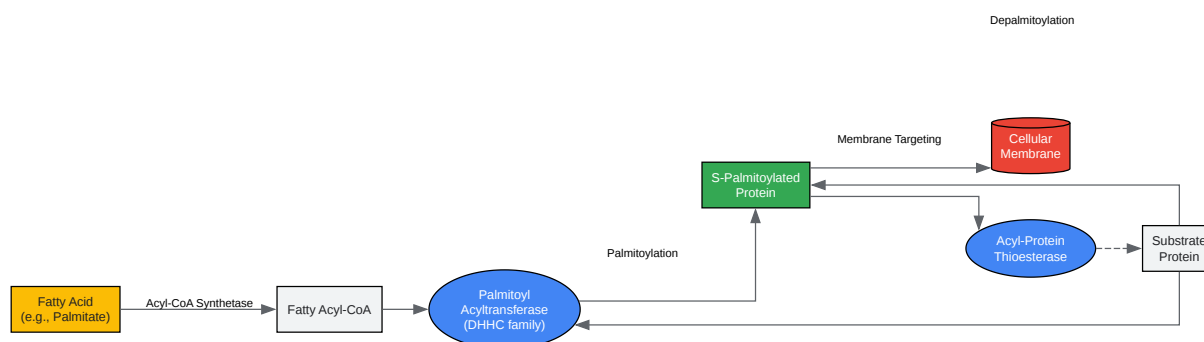 Depalmitoylation
Membrane Targeting
Cellular
Membrane
S-Palmitoylated
Protein
Palmitoylation
Acyl-Protein
Thioesterase
Substrate
Protein
Fatty Acid
(e.g., Palmitate)
Acyl-CoA Synthetase
Fatty Acyl-CoA
Palmitoyl
Acyltransferase
(DHHC family)